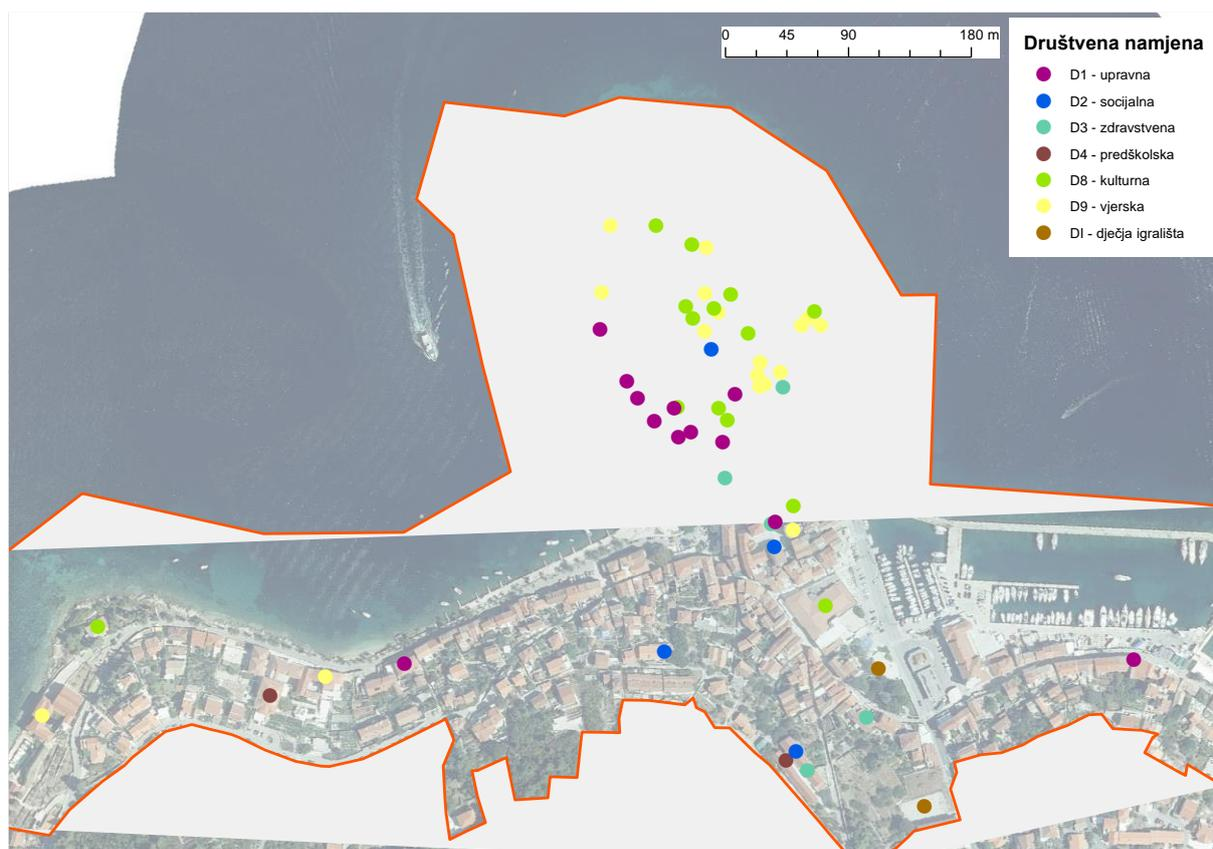 0 45 90 180 m
Društvena namjena
D1 - upravna
D2 - socijalna
D3 - zdravstvena
D4 - predškolska
D8 - kulturna
D9 - vjerska
DI - dječja igrališta